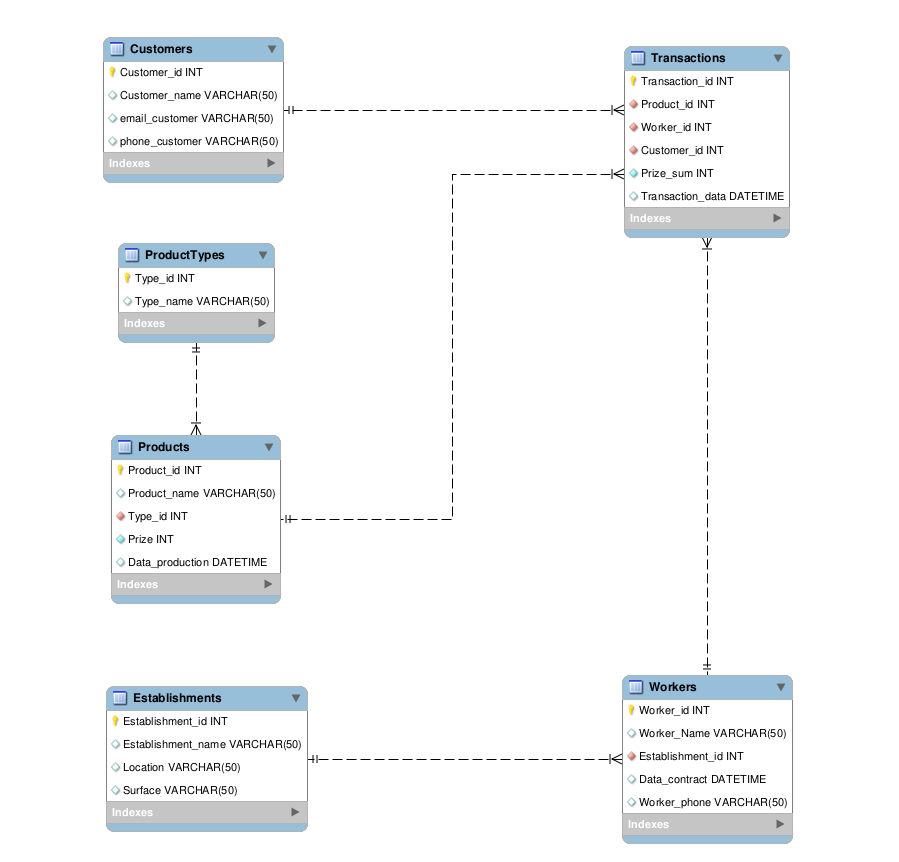 Customers
Customer_id INT
Customer_name VARCHAR(50)
email_customer VARCHAR(50)
phone_customer VARCHAR(50)
Indexes
Transactions
Transaction_id INT
Product_id INT
Worker_id INT
Customer_id INT
Prize_sum INT
Transaction_data DATETIME
Indexes
ProductTypes
Type_id INT
Type_name VARCHAR(50)
Indexes
Products
Product_id INT
Product_name VARCHAR(50)
Type_id INT
Prize INT
Data_production DATETIME
Indexes
Establishments
Establishment_id INT
Establishment_name VARCHAR(50)
Location VARCHAR(50)
Surface VARCHAR(50)
Indexes
Workers
Worker_id INT
Worker_Name VARCHAR(50)
Establishment_id INT
Data_contract DATETIME
Worker_phone VARCHAR(50)
Indexes